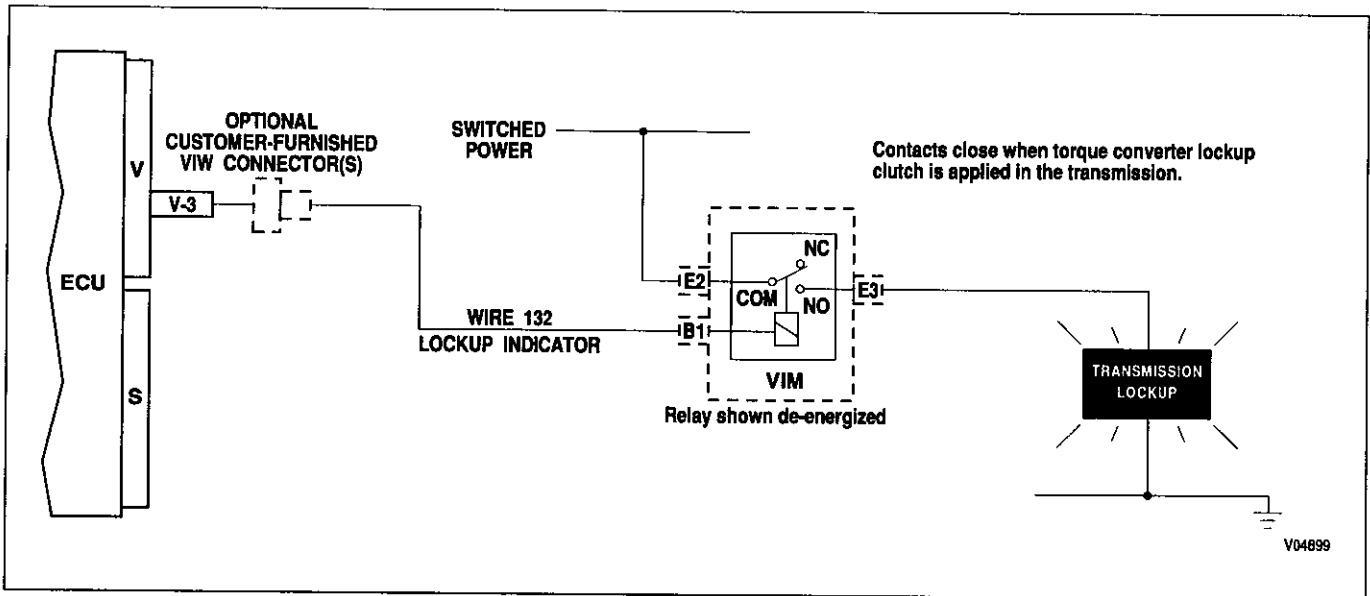 OPTIONAL
CUSTOMER-FURNISHED
VIW CONNECTOR(S)
SWITCHED
POWER
Contacts close when torque converter lockup
clutch is applied in the transmission.
V
V-3
ECU
S
WIRE 132
LOCKUP INDICATOR
E2
B1
NC
COM
NO
E3
VIM
Relay shown de-energized
TRANSMISSION
LOCKUP
V04899